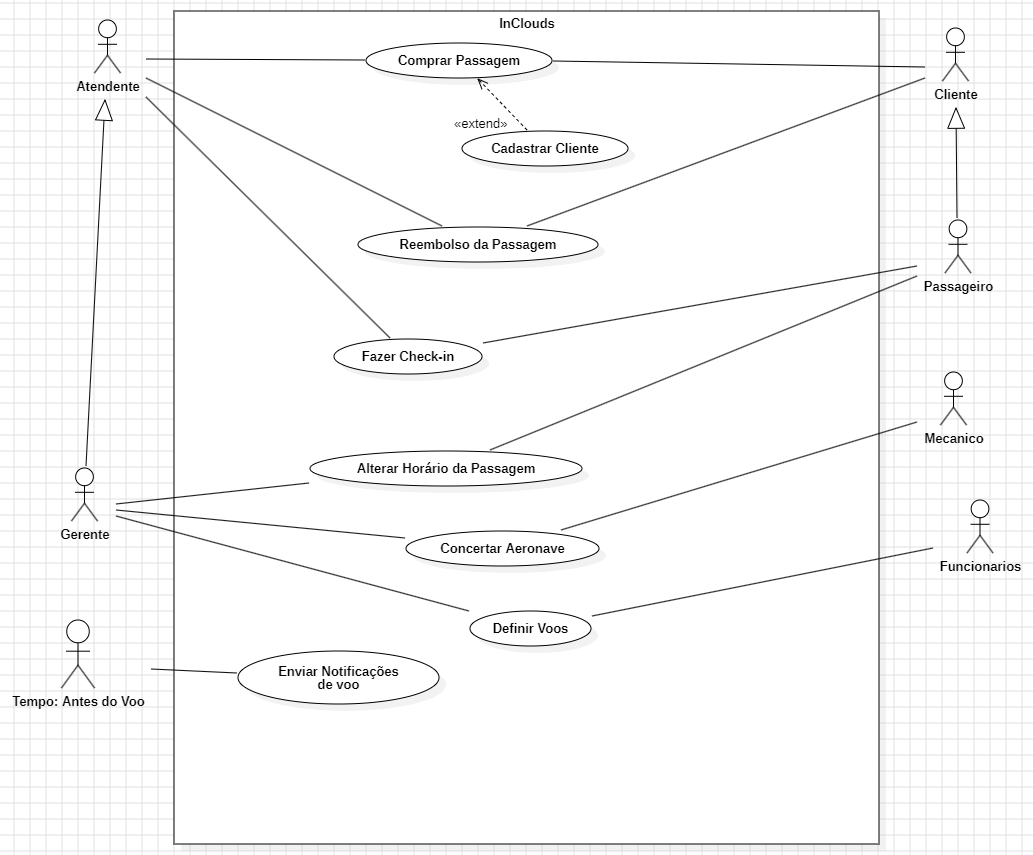 InClouds
Comprar Passagem
Atendente
Cliente
«extend»
Cadastrar Cliente
Reembolso da Passagem
Passageiro
Fazer Check-in
Mecanico
Alterar Horário da Passagem
Gerente
Concertar Aeronave
Funcionarios
Definir Voos
Enviar Notificações
de voo
Tempo: Antes do Voo